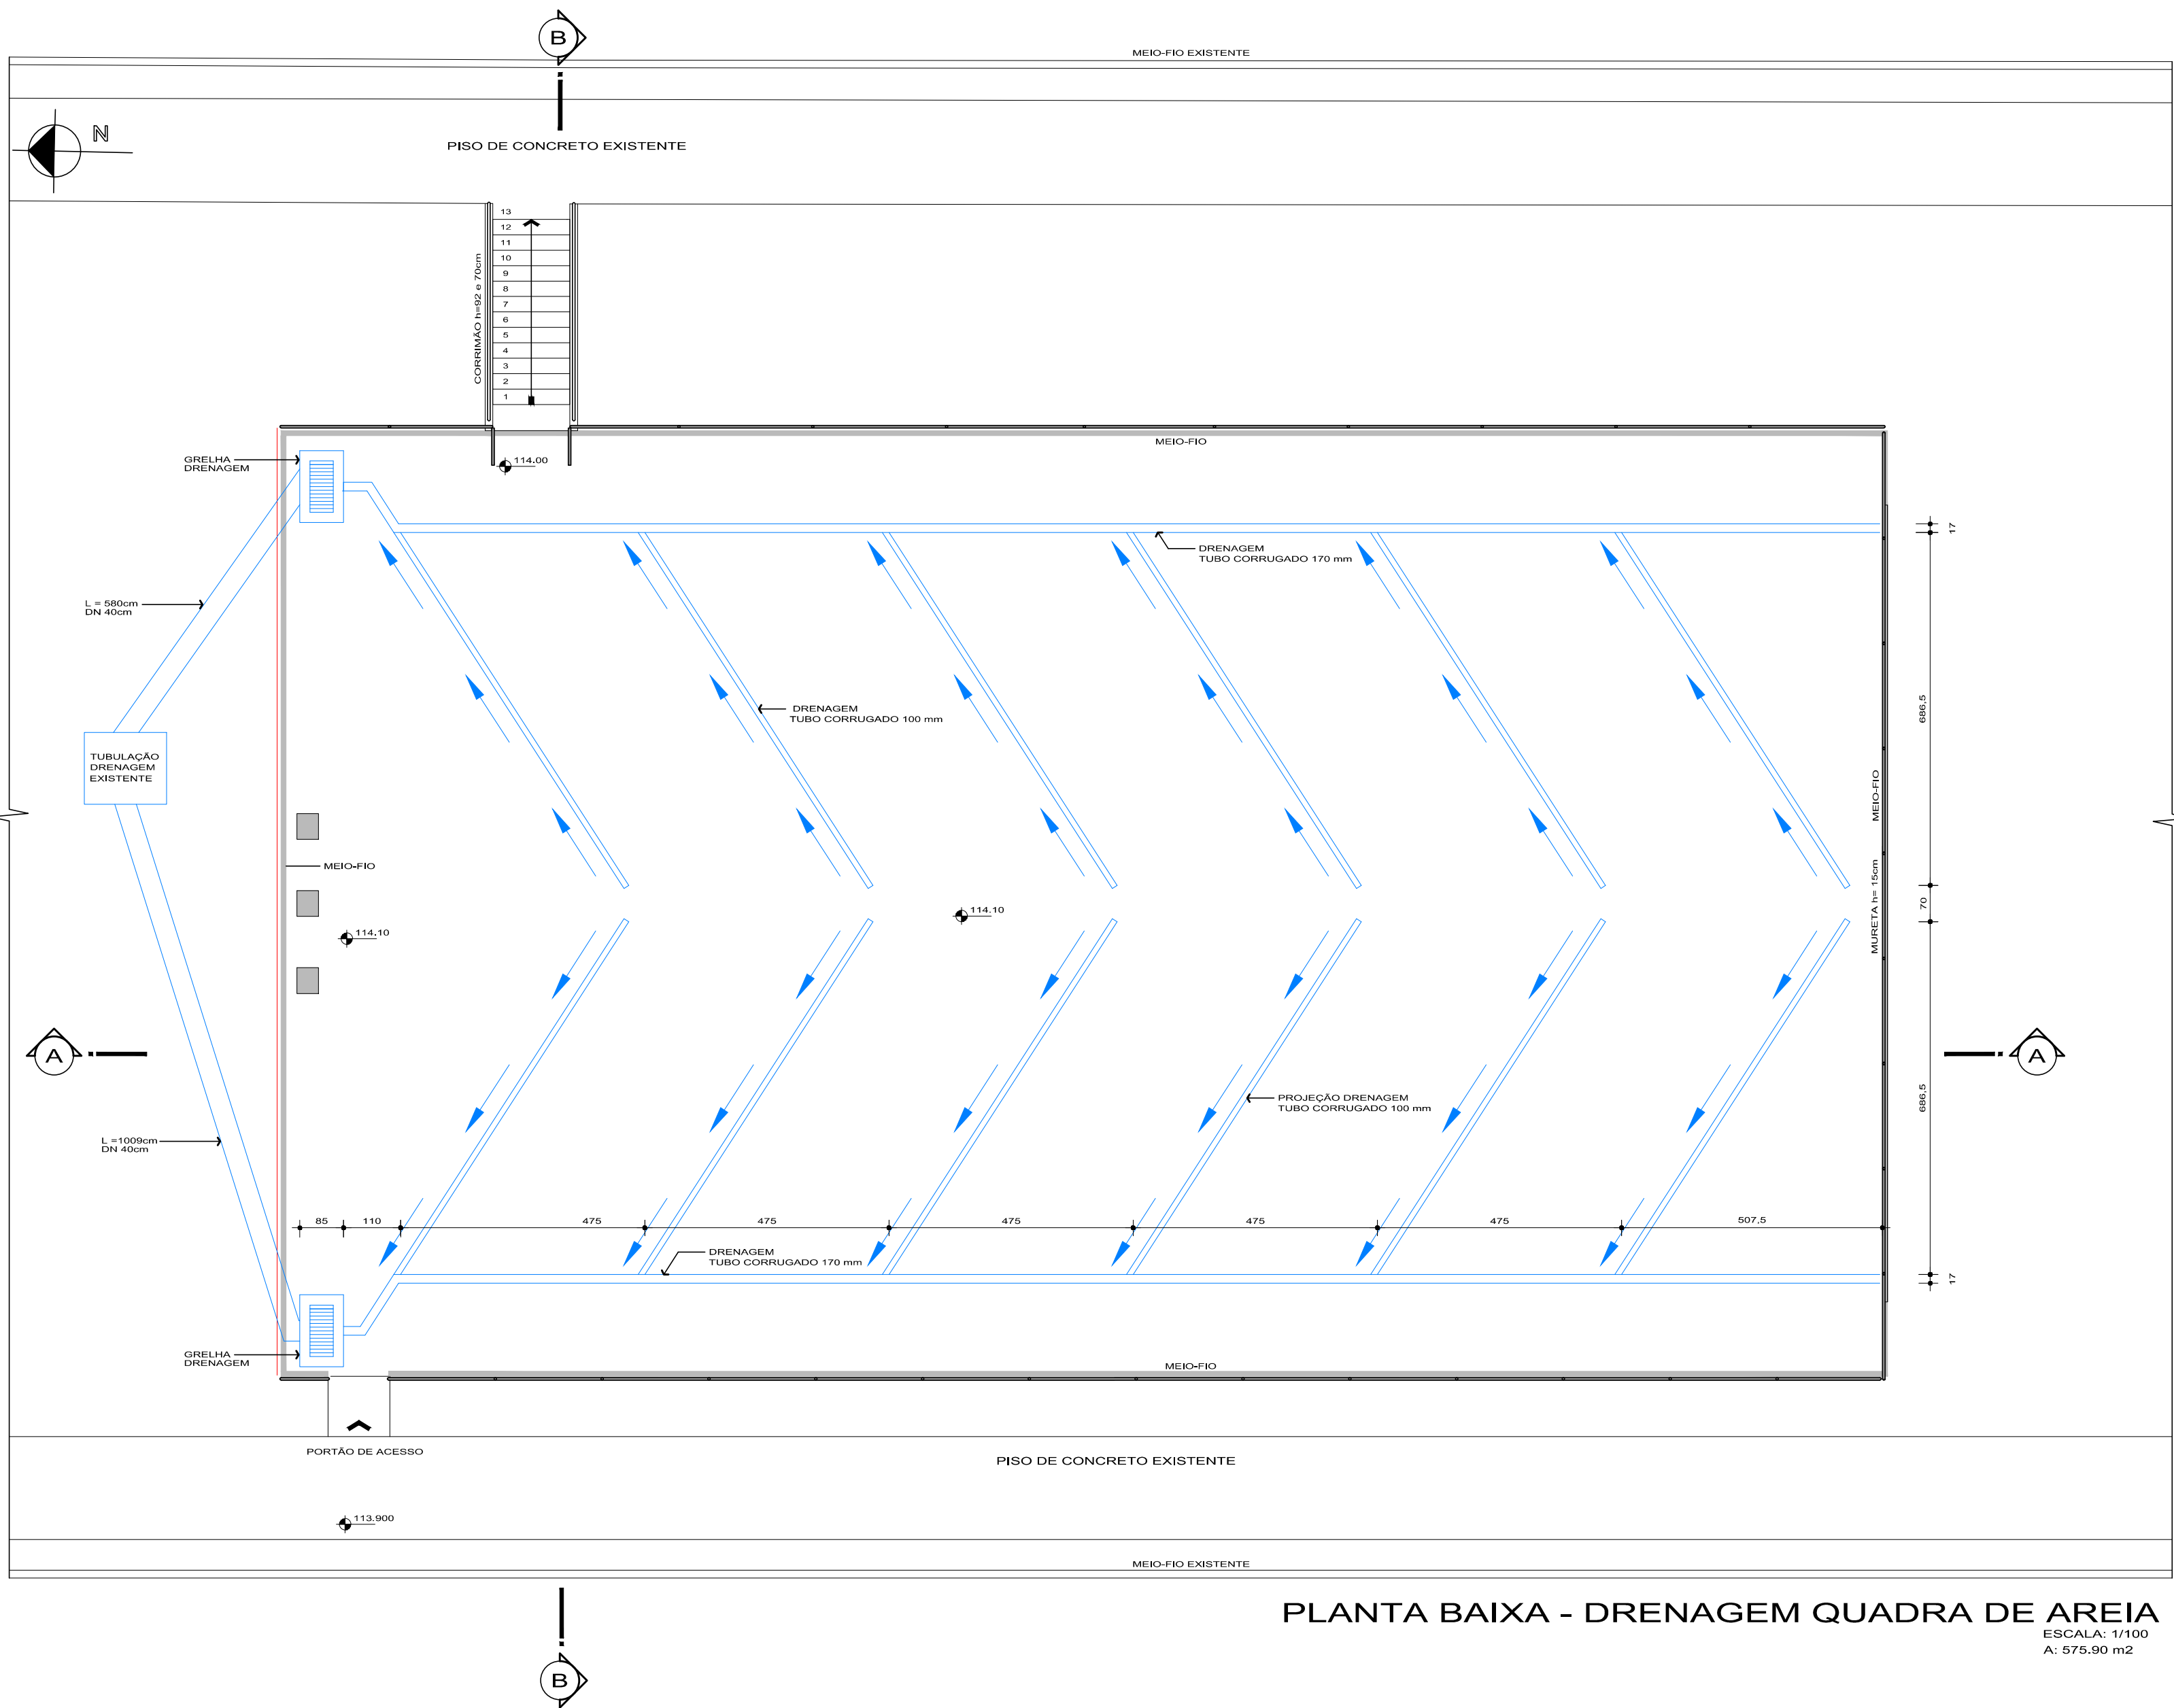 B
MEIO-FIO EXISTENTE
N
PISO DE CONCRETO EXISTENTE
13
12
11
10
9
8
7
6
5
4
3
2
1
CORRIMÃO h=92 e 70cm
MEIO-FIO
GRELHA
DRENAGEM
114.00
17
DRENAGEM
TUBO CORRUGADO 170 mm
L = 580cm
DN 40cm
686,5
DRENAGEM
TUBO CORRUGADO 100 mm
TUBULAÇÃO
DRENAGEM
EXISTENTE
MEIO-FIO
MEIO-FIO
70
MURETA h= 15cm
114.10
114.10
A
A
686,5
PROJEÇÃO DRENAGEM
TUBO CORRUGADO 100 mm
L =1009cm
DN 40cm
85
110
475
475
475
475
475
507,5
DRENAGEM
TUBO CORRUGADO 170 mm
17
GRELHA
DRENAGEM
MEIO-FIO
PORTÃO DE ACESSO
PISO DE CONCRETO EXISTENTE
113.900
MEIO-FIO EXISTENTE
PLANTA BAIXA - DRENAGEM QUADRA DE AREIA
ESCALA: 1/100
A: 575.90 m2
B